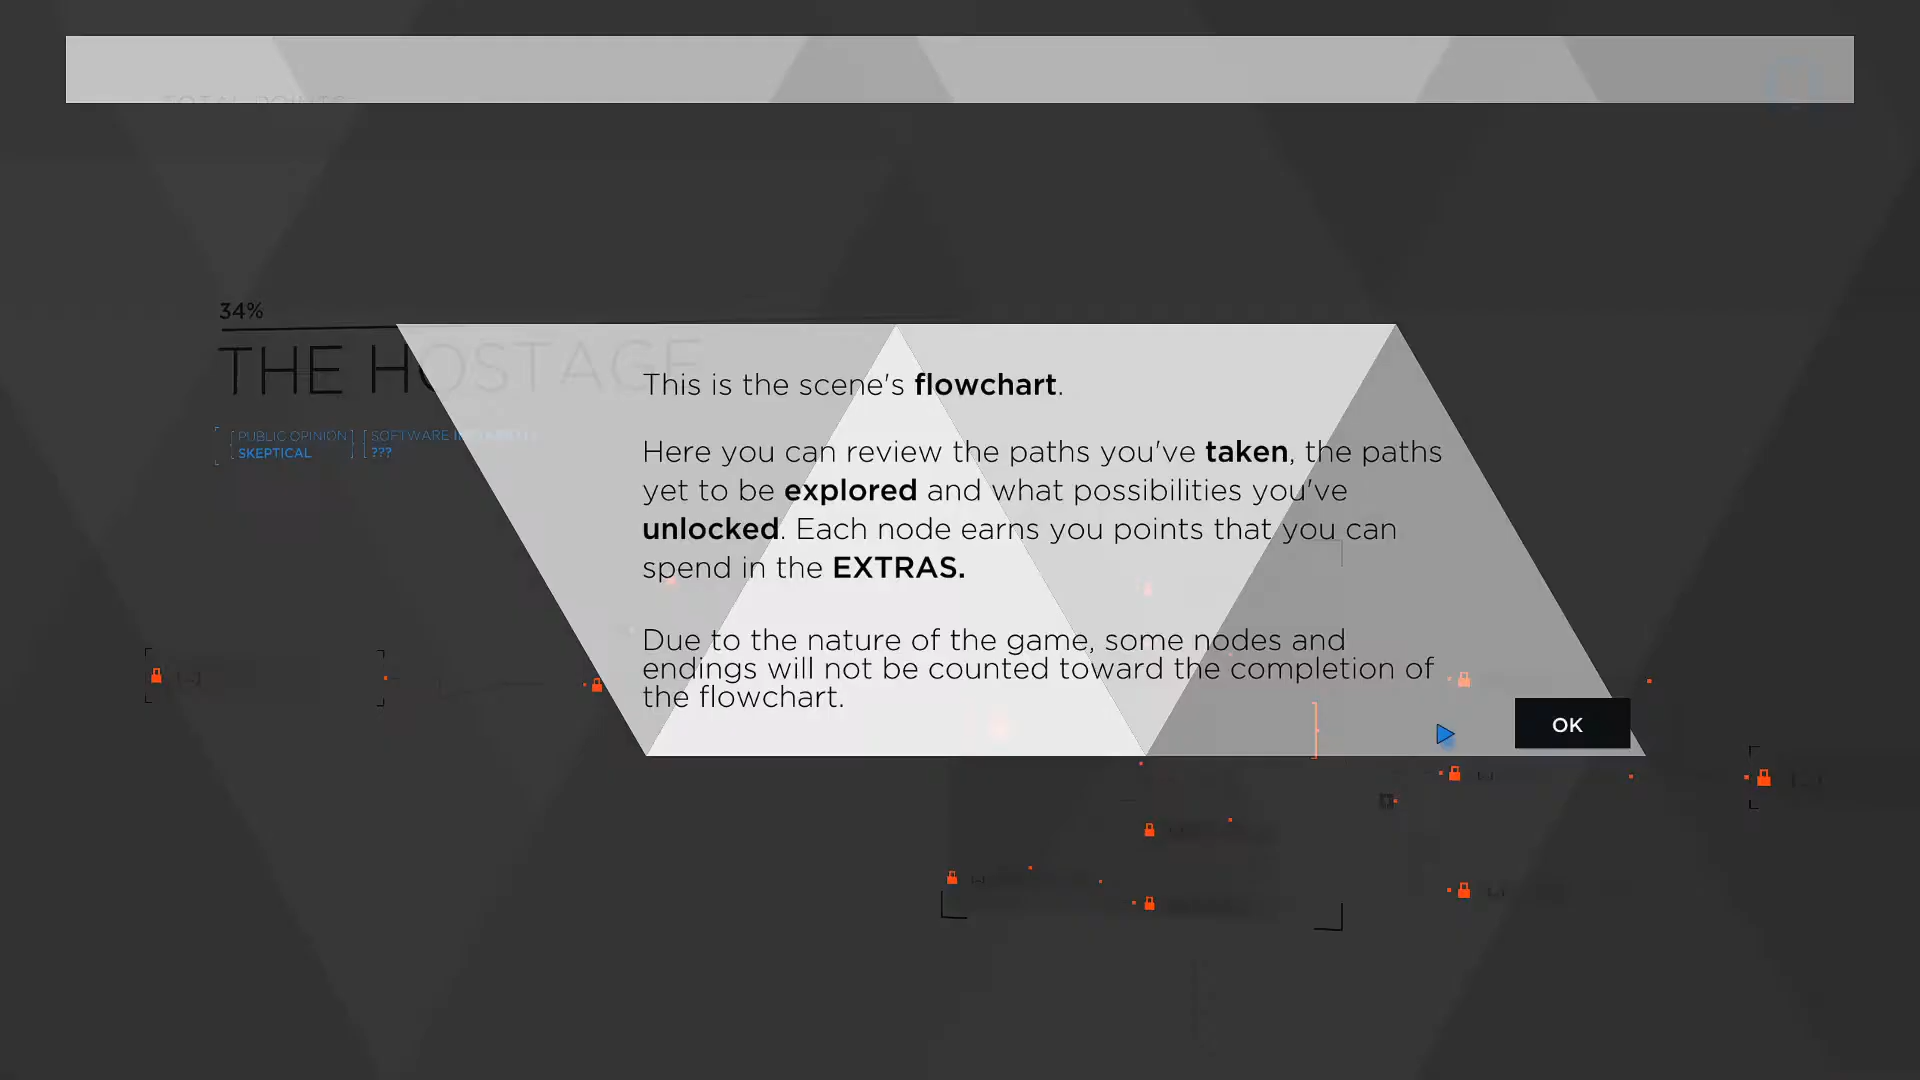 TOTAL POINTS
34%
THE HOSTAGE
PUBLIC OPINION
SKEPTICAL
SOFTWARE
???
This is the scene's flowchart.
Here you can review the paths you've taken, the paths
yet to be explored and what possibilities you've
unlocked. Each node earns you points that you can
spend in the EXTRAS.
Due to the nature of the game, some nodes and
endings will not be counted toward the completion of
the flowchart.
OK